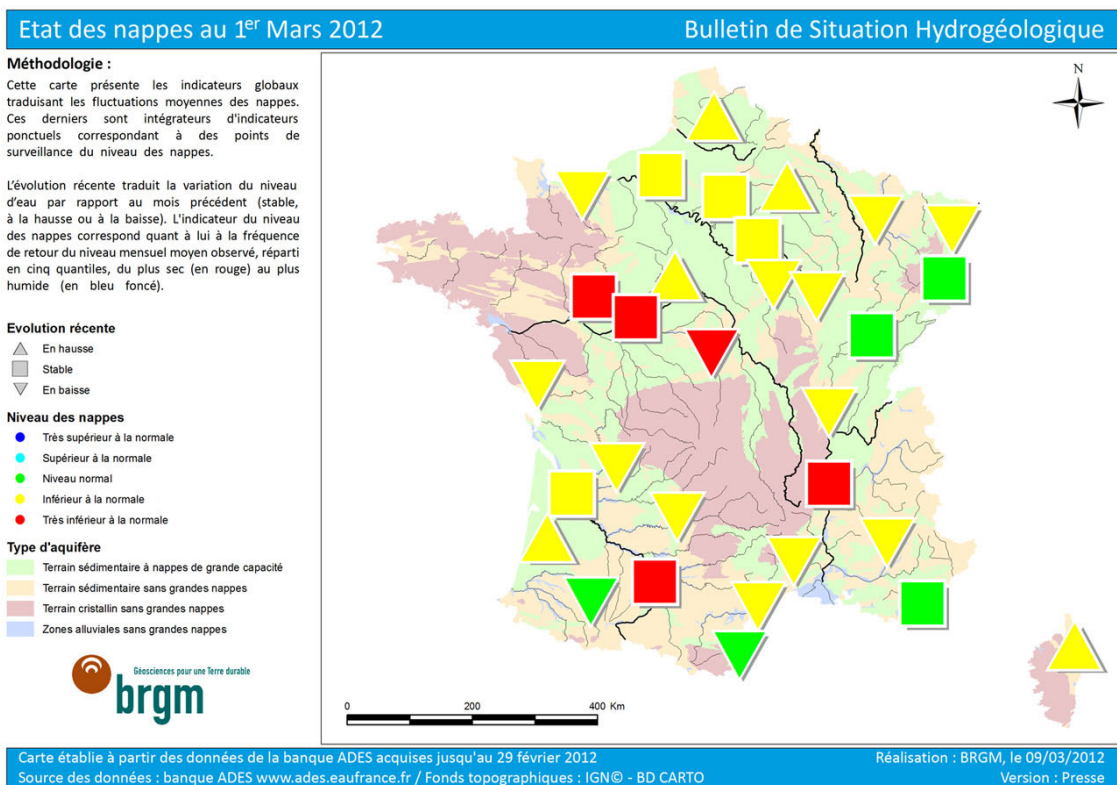 Etat des nappes au 1er Mars 2012
Bulletin de Situation Hydrogéologique
Méthodologie :
Cette carte présente les indicateurs globaux
traduisant les fluctuations moyennes des nappes.
Ces derniers sont intégrateurs d'indicateurs
ponctuels correspondant à des points de
surveillance du niveau des nappes.
L'évolution récente traduit la variation du niveau
d'eau par rapport au mois précédent (stable,
à la hausse ou à la baisse). L'indicateur du niveau
des nappes correspond quant à lui à la fréquence
de retour du niveau mensuel moyen observé, réparti
en cinq quantiles, du plus sec (en rouge) au plus
humide (en bleu foncé).
Evolution récente
En hausse
Stable
En baisse
Niveau des nappes
Très supérieur à la normale
Supérieur à la normale
Niveau normal
Inférieur à la normale
Très inférieur à la normale
Type d'aquifère
Terrain sédimentaire à nappes de grande capacité
Terrain sédimentaire sans grandes nappes
Terrain cristallin sans grandes nappes
Zones alluviales sans grandes nappes
Géosciences pour une Terre durable
brgm
N
0 200 400 Km
Carte établie à partir des données de la banque ADES acquises jusqu'au 29 février 2012
Source des données : banque ADES www.ades.eaufrance.fr / Fonds topographiques : IGN© - BD CARTO
Réalisation : BRGM, le 09/03/2012
Version : Presse